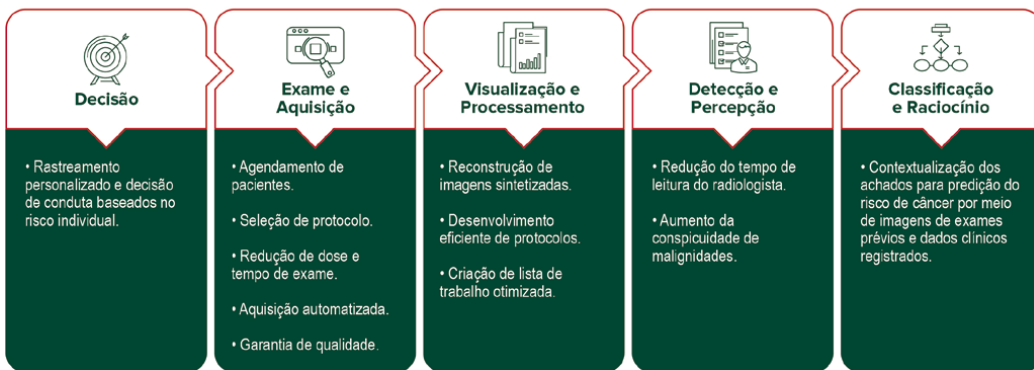 Decisão
• Rastreamento
personalizado e decisão
de conduta baseados no
risco individual.
Exame e
Aquisição
• Agendamento de
pacientes.
• Seleção de protocolo.
• Redução de dose e
tempo de exame.
• Aquisição automatizada.
• Garantia de qualidade.
Visualização e
Processamento
• Reconstrução de
imagens sintetizadas.
• Desenvolvimento
eficiente de protocolos.
• Criação de lista de
trabalho otimizada.
Detecção e
Percepção
• Redução do tempo de
leitura do radiologista.
• Aumento da
conspicuidade de
malignidades.
Classificação
e Raciocínio
• Contextualização dos
achados para predição do
risco de câncer por meio
de imagens de exames
prévios e dados clínicos
registrados.